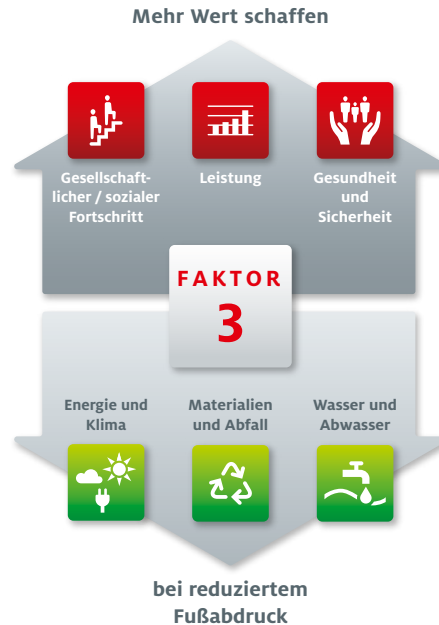 Mehr Wert schaffen
Gesellschaft-
licher / sozialer
Fortschritt
Leistung
Gesundheit
und
Sicherheit
FAKTOR
3
Energie und
Klima
Materialien
und Abfall
Wasser und
Abwasser
bei reduziertem
Fußabdruck